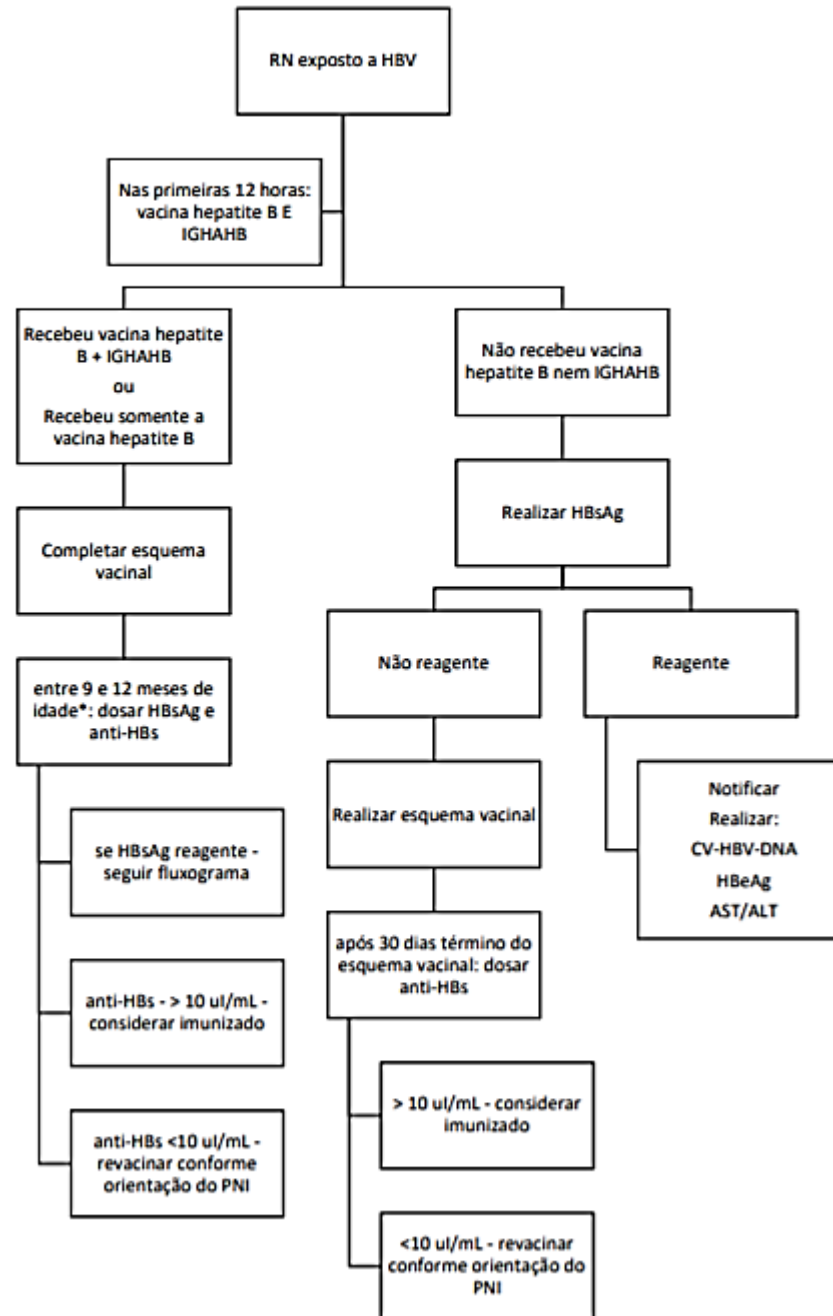 RN exposto a HBV
Nas primeiras 12 horas:
vacina hepatite B E
IGHAHB
Recebeu vacina hepatite
B + IGHAHB
ou
Recebeu somente a
vacina hepatite B
Não recebeu vacina
hepatite B nem IGHAHB
Completar esquema
vacinal
Realizar HBsAg
entre 9 e 12 meses de
idade*: dosar HBsAg e
anti-HBs
Não reagente
Reagente
se HBsAg reagente -
seguir fluxograma
Realizar esquema vacinal
Notificar
Realizar:
CV-HBV-DNA
HBeAg
AST/ALT
anti-HBs - > 10 uI/mL -
considerar imunizado
após 30 dias término do
esquema vacinal: dosar
anti-HBs
anti-HBs <10 uI/mL -
revacinar conforme
orientação do PNI
> 10 uI/mL - considerar
imunizado
<10 uI/mL - revacinar
conforme orientação do
PNI